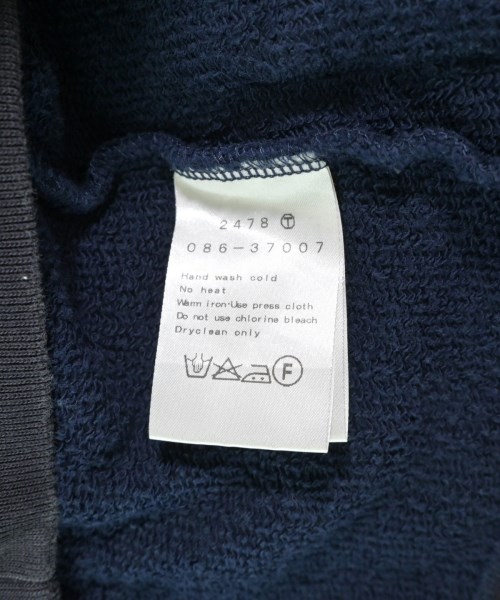 2478 Ⓣ
086-37007
Hand wash cold
No heat
Warm iron·Use press cloth
Do not use chlorine bleach
Dryclean only
F